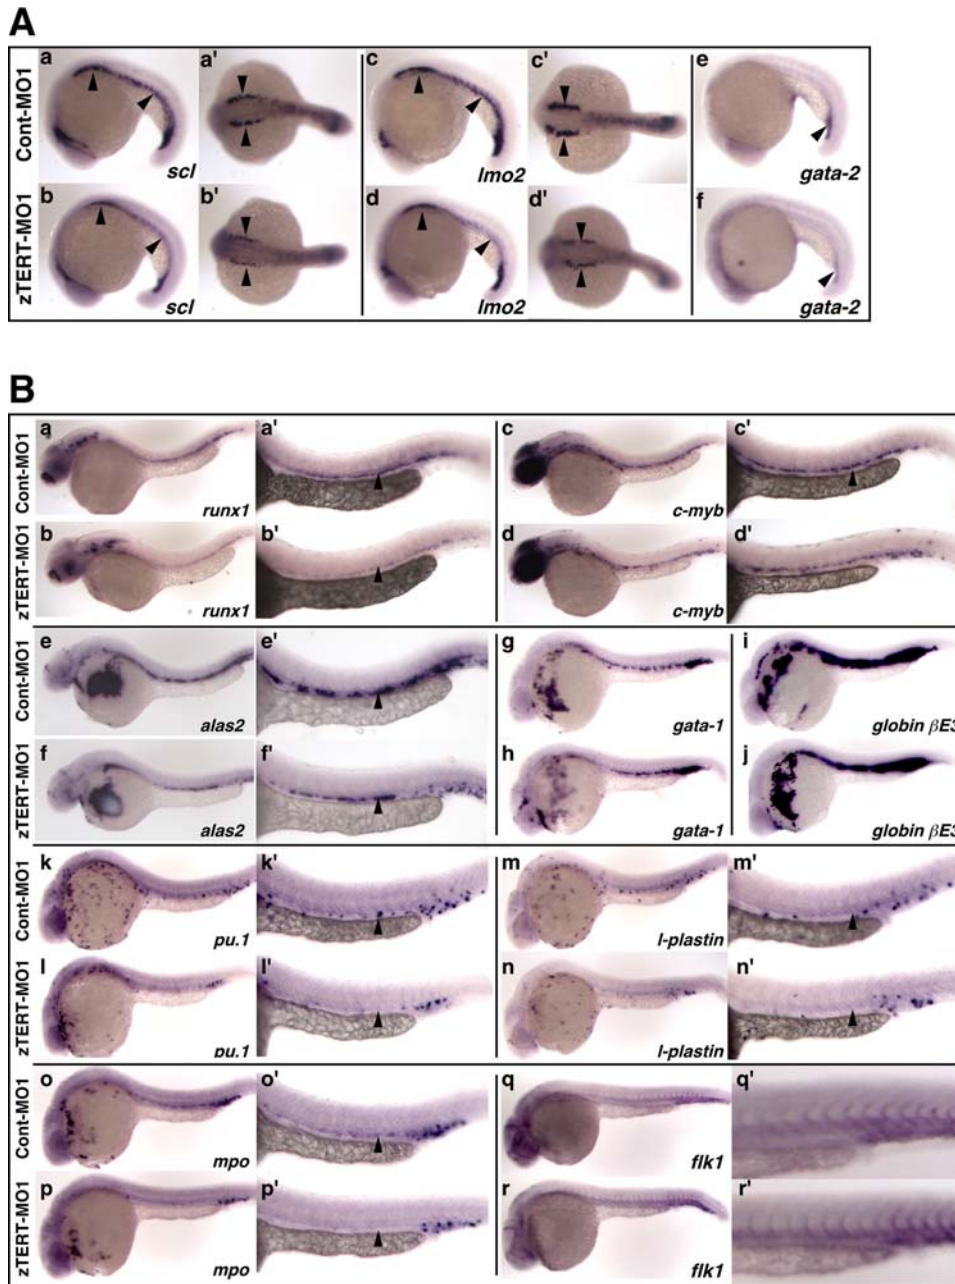 A
Cont-MO1
a
a'
c
c'
e
scl
lmo2
gata-2
zTERT-MO1
b
b'
d
d'
f
scl
lmo2
gata-2
B
Cont-MO1
a
a'
c
c'
runx1
c-myb
zTERT-MO1
b
b'
d
d'
runx1
c-myb
Cont-MO1
e
e'
g
i
alas2
gata-1
globin βE3
zTERT-MO1
f
f'
h
j
alas2
gata-1
globin βE3
Cont-MO1
k
k'
m
m'
pu.1
l-plastin
zTERT-MO1
l
l'
n
n'
pu.1
l-plastin
Cont-MO1
o
o'
q
q'
mpo
flk1
zTERT-MO1
p
p'
r
r'
mpo
flk1